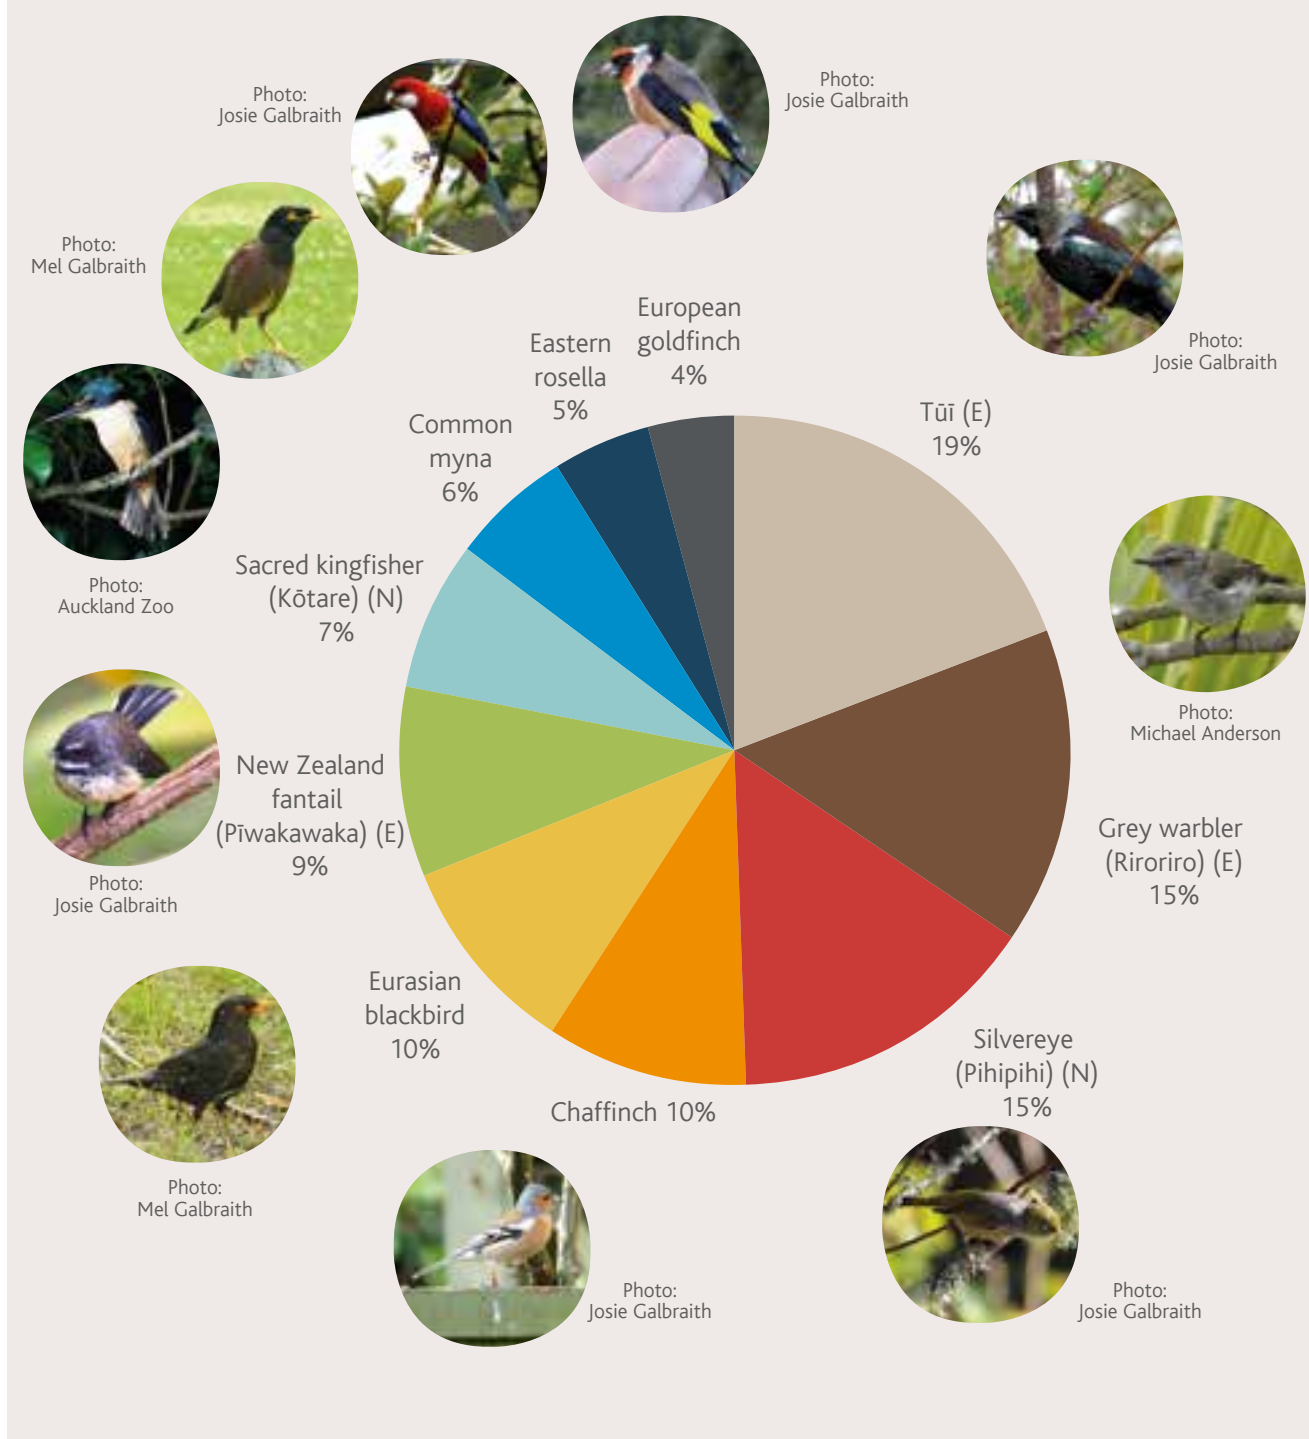 Photo:
Josie Galbraith
Photo:
Josie Galbraith
Photo:
Mel Galbraith
Photo:
Josie Galbraith
European
goldfinch
4%
Eastern
rosella
5%
Common
myna
6%
Tūī (E)
19%
Sacred kingfisher
(Kōtare) (N)
7%
Photo:
Auckland Zoo
Photo:
Michael Anderson
New Zealand
fantail
(Pīwakawaka) (E)
9%
Grey warbler
(Riroriro) (E)
15%
Photo:
Josie Galbraith
Eurasian
blackbird
10%
Silvereye
(Pihipihi) (N)
15%
Chaffinch 10%
Photo:
Mel Galbraith
Photo:
Josie Galbraith
Photo:
Josie Galbraith